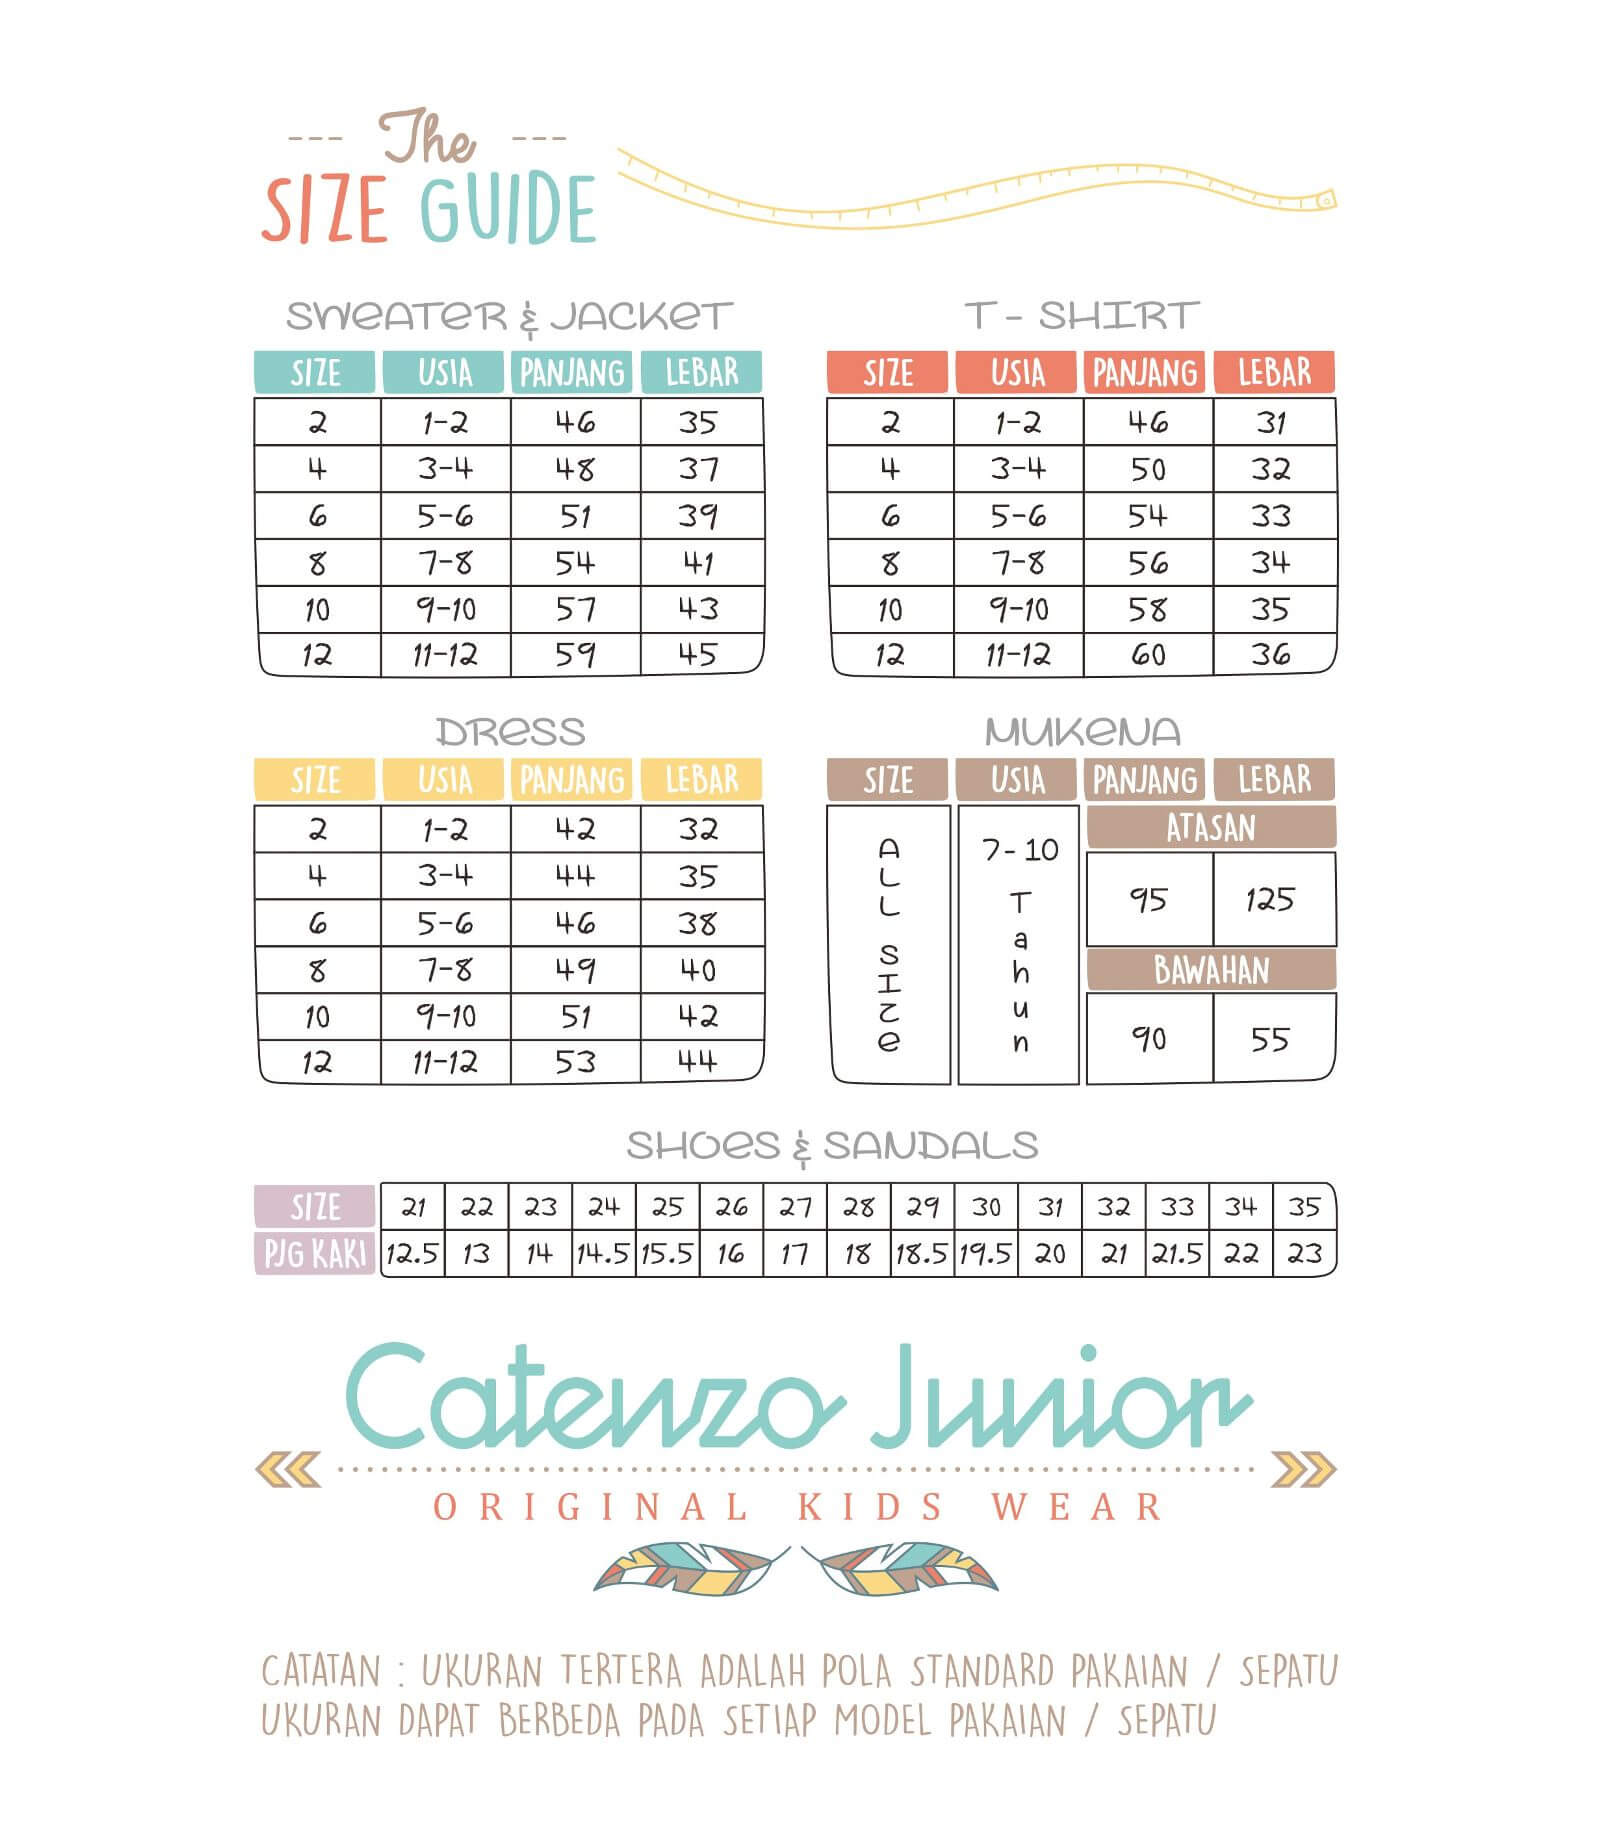 The
SIZE GUIDE
SWEATER & JACKET
SIZE USIA PANJANG LEBAR
2 1-2 46 35
4 3-4 48 37
6 5-6 51 39
8 7-8 54 41
10 9-10 57 43
12 11-12 59 45
T - SHIRT
SIZE USIA PANJANG LEBAR
2 1-2 46 31
4 3-4 50 32
6 5-6 54 33
8 7-8 56 34
10 9-10 58 35
12 11-12 60 36
DRESS
SIZE USIA PANJANG LEBAR
2 1-2 42 32
4 3-4 44 35
6 5-6 46 38
8 7-8 49 40
10 9-10 51 42
12 11-12 53 44
MUKENA
SIZE USIA PANJANG LEBAR
ALL SIZE
7-10 Tahun
ATASAN
95 125
BAWAHAN
90 55
SHOES & SANDALS
SIZE 21 22 23 24 25 26 27 28 29 30 31 32 33 34 35
PJG KAKI 12.5 13 14 14.5 15.5 16 17 18 18.5 19.5 20 21 21.5 22 23
Catenzo Junior
ORIGINAL KIDS WEAR
CATATAN : UKURAN TERTERA ADALAH POLA STANDARD PAKAIAN / SEPATU
UKURAN DAPAT BERBEDA PADA SETIAP MODEL PAKAIAN / SEPATU